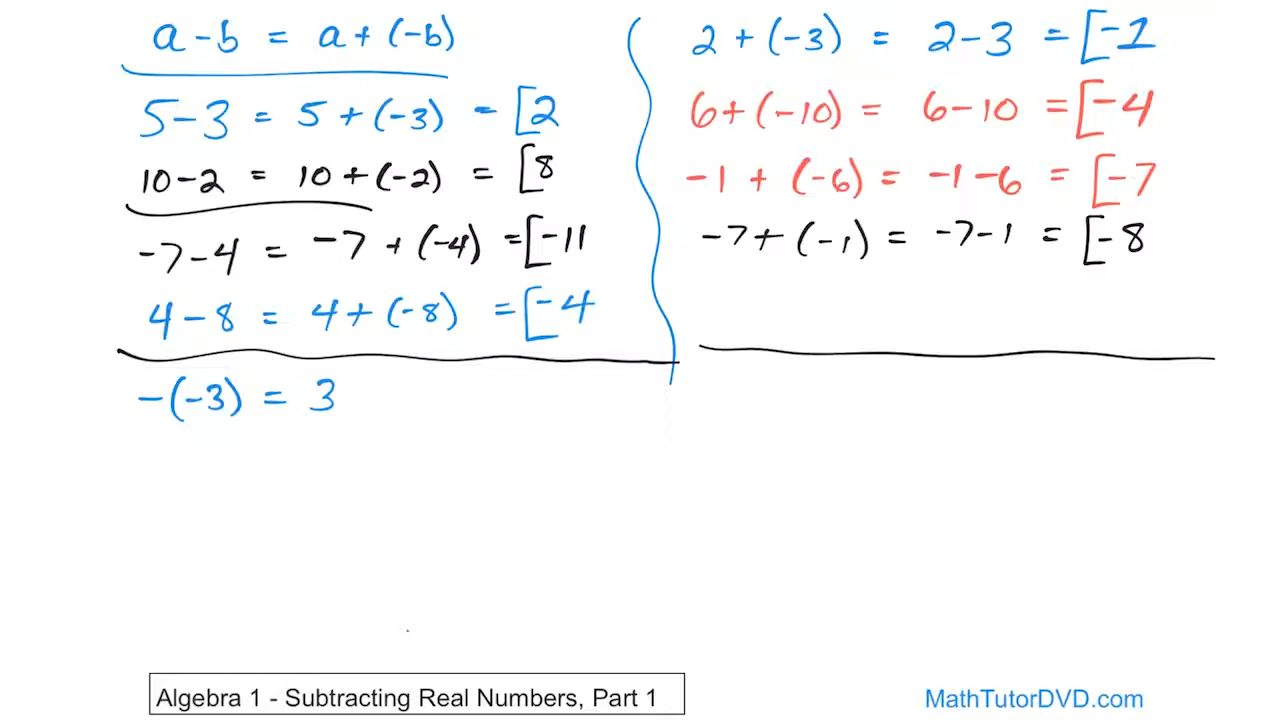 a - b = a + (-b)
5 - 3 = 5 + (-3) = [2
10 - 2 = 10 + (-2) = [8
-7 - 4 = -7 + (-4) = [-11
4 - 8 = 4 + (-8) = [-4
-(-3) = 3
2 + (-3) = 2 - 3 = [-1
6 + (-10) = 6 - 10 = [-4
-1 + (-6) = -1 - 6 = [-7
-7 + (-1) = -7 - 1 = [-8
Algebra 1 - Subtracting Real Numbers, Part 1
MathTutorDVD.com